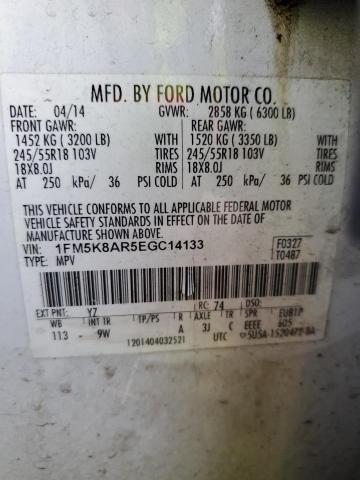 MFD. BY FORD MOTOR CO.
DATE: 04/14 GVWR: 2858 KG ( 6300 LB)
FRONT GAWR: REAR GAWR:
1452 KG ( 3200 LB) WITH 1520 KG ( 3350 LB)
245/55R18 103V TIRES 245/55R18 103V
18X8.0J RIMS 18X8.0J
AT 250 kPa/ 36 PSI COLD AT 250 kPa/ 36 PSI COLD
THIS VEHICLE CONFORMS TO ALL APPLICABLE FEDERAL MOTOR
VEHICLE SAFETY STANDARDS IN EFFECT ON THE DATE OF
MANUFACTURE SHOWN ABOVE.
VIN: 1FM5K8AR5EGC14133 F0327
TYPE: MPV T0487
EXT PNT: YZ RC: 74 DSO:
WB INT TR TP/PS R AXLE TR SPR EU81P
113 9W A 3J C EEEE 605
1201404032521 UTC 5U5A-1520472-BA